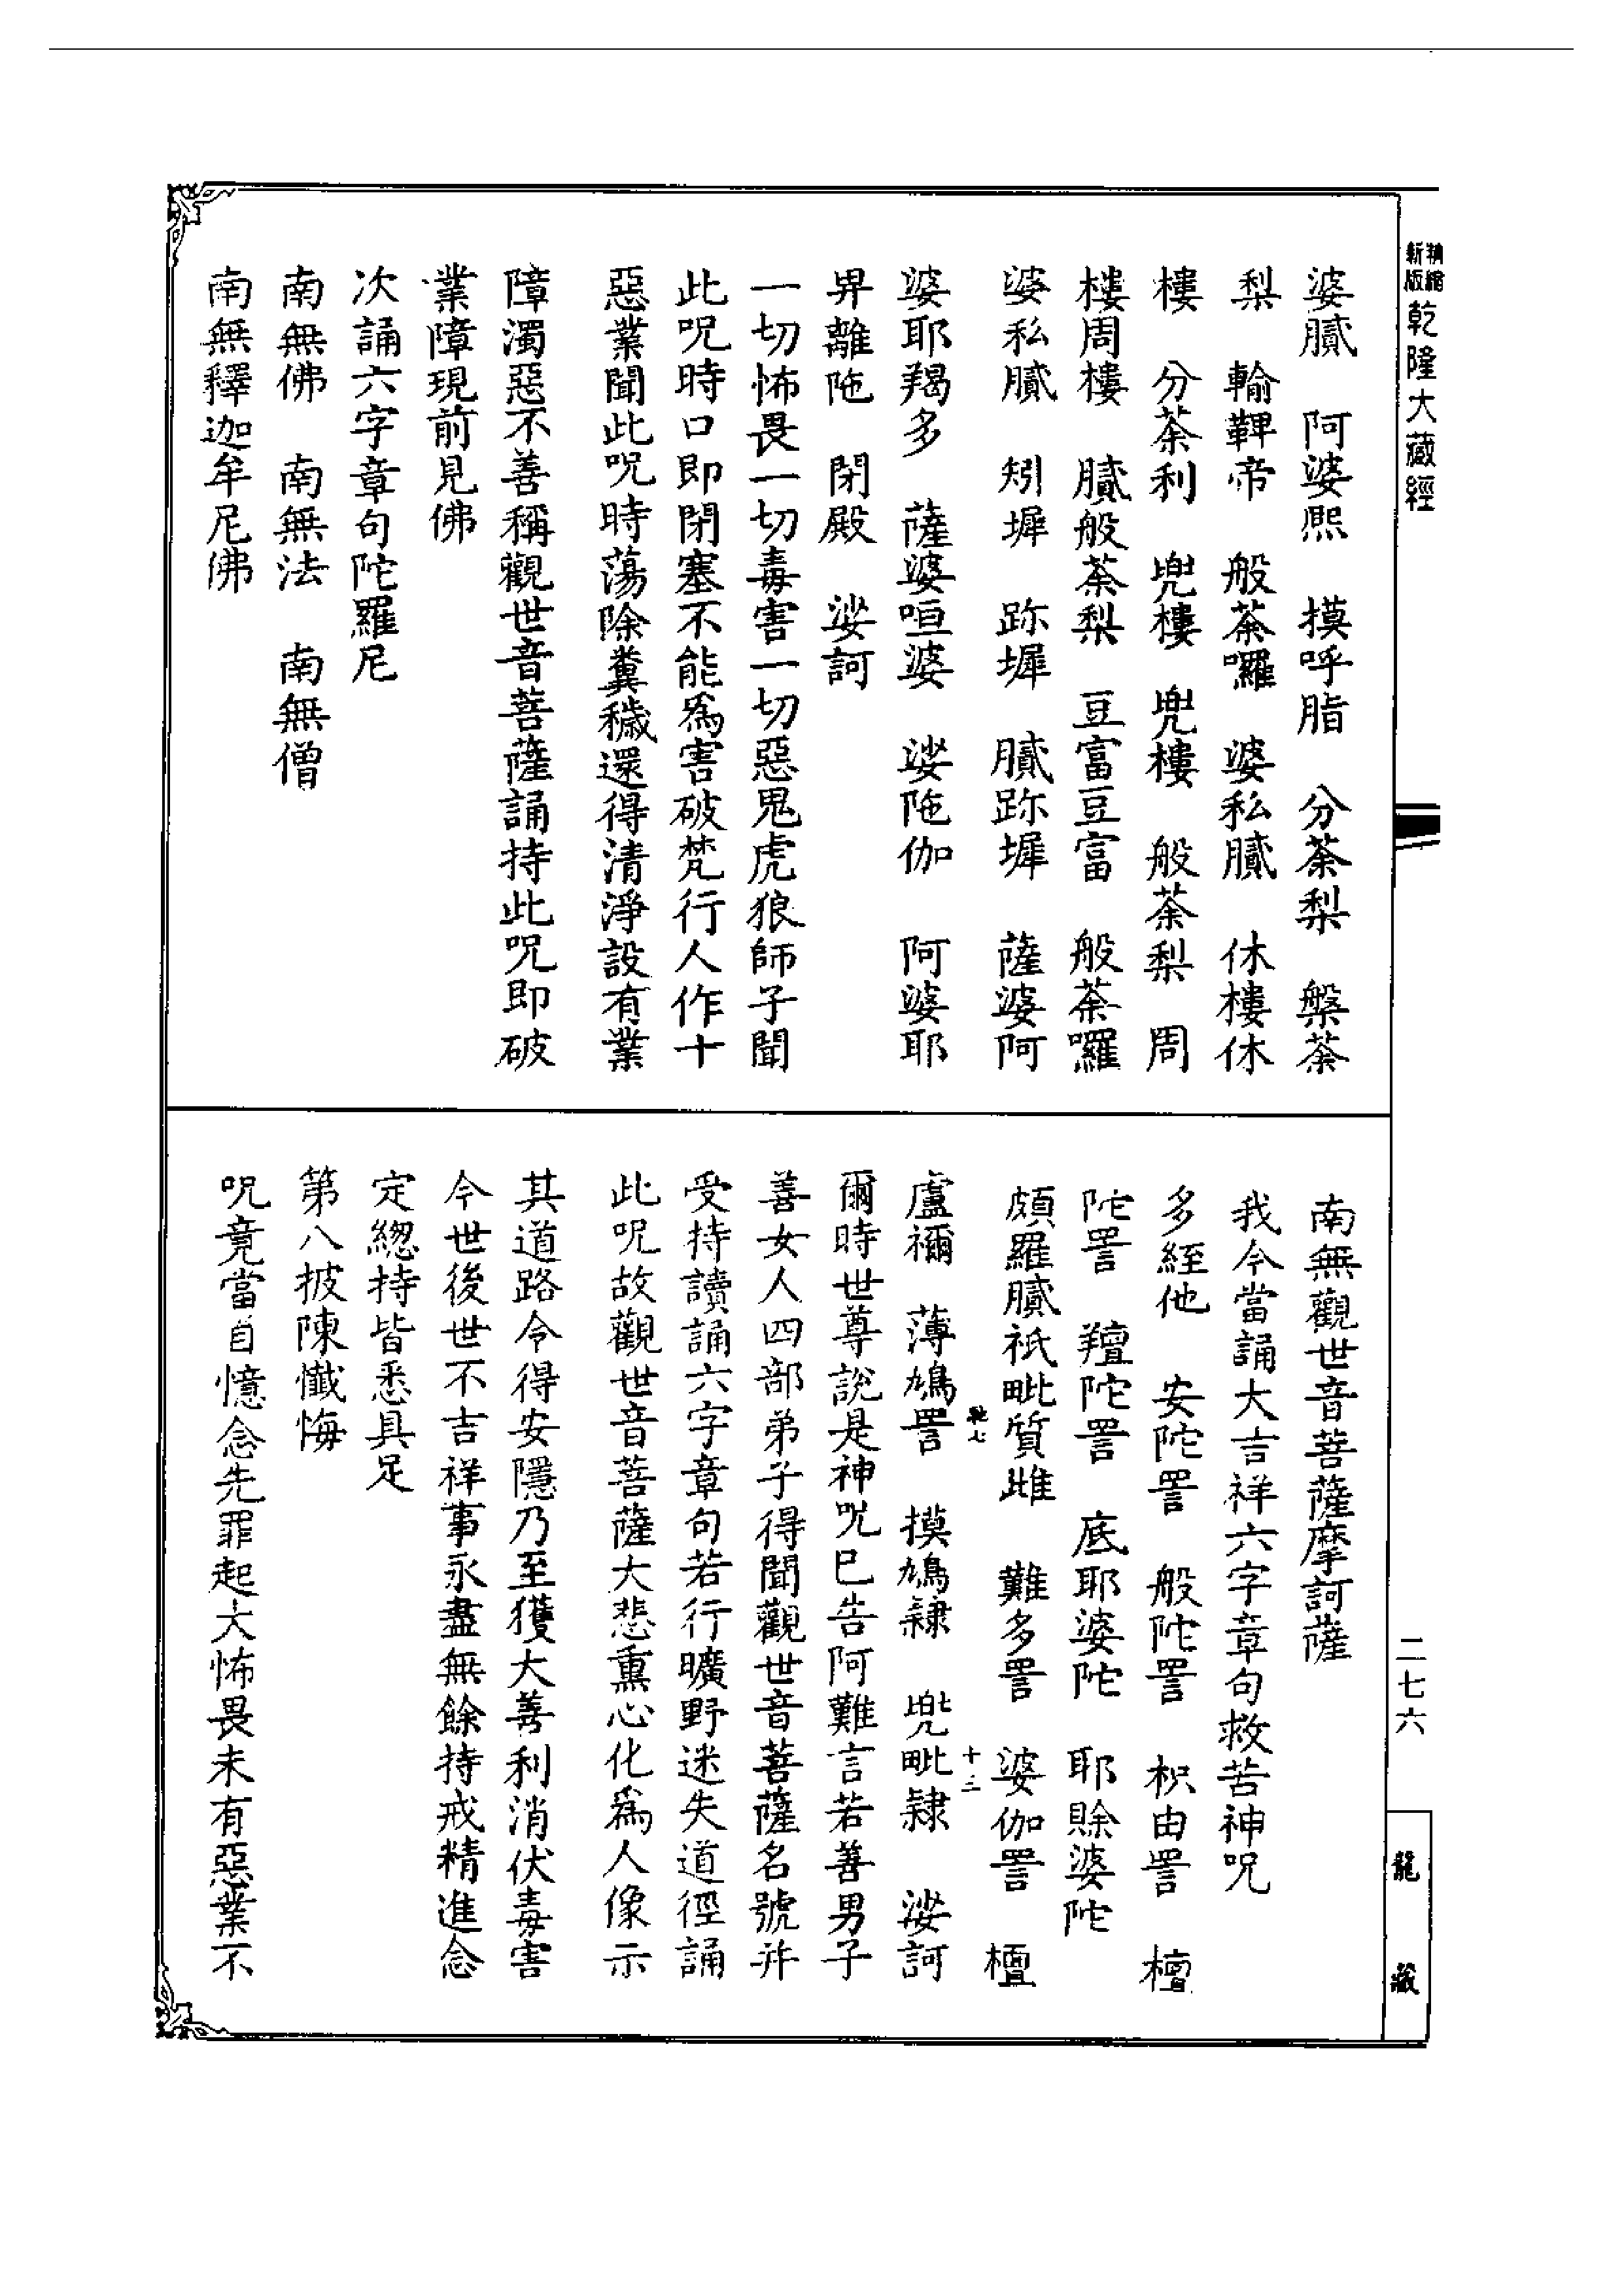 精縮
新版
乾隆大藏經
婆膩　阿婆熙　摸呼脂　分荼梨　槃荼
梨　輸鞞帝　般荼囉　婆私膩　休樓休
樓　分荼利　兜樓　兜樓　般荼梨　周
樓周樓　膩般荼梨　豆富豆富　般荼囉
婆私膩　矧墀　跡墀　膩跡墀　薩婆阿
婆耶羯多　薩婆咺婆　娑陁伽　阿婆耶
卑離陁　閉殿　娑訶
一切怖畏一切毒害一切惡鬼虎狼師子聞
此呪時口即閉塞不能為害破梵行人作十
惡業聞此呪時蕩除糞穢還得清淨設有業
障濁惡不善稱觀世音菩薩誦持此呪即破
業障現前見佛
次誦六字章句陀羅尼
南無佛　南無法　南無僧
南無釋迦牟尼佛
南無觀世音菩薩摩訶薩
我今當誦大吉祥六字章句救苦神呪
多絰他　安陀詈　般陀詈　枳由詈　檀
陀詈　羶陀詈　底耶婆陀　耶賖婆陀
頗羅膩祇毗質雌　難多詈　婆伽詈　檀
盧禰　薄鳩詈　摸鳩隸　兜毗隸　娑訶
馳七
十三
爾時世尊說是神呪已告阿難言若善男子
善女人四部弟子得聞觀世音菩薩名號并
受持讀誦六字章句若行曠野迷失道徑誦
此呪故觀世音菩薩大悲熏心化為人像示
其道路令得安隱乃至獲大善利消伏毒害
今世後世不吉祥事永盡無餘持戒精進念
定總持皆悉具足
第八披陳懺悔
呪竟當自憶念先罪起大怖畏未有惡業不
二七六
龍藏